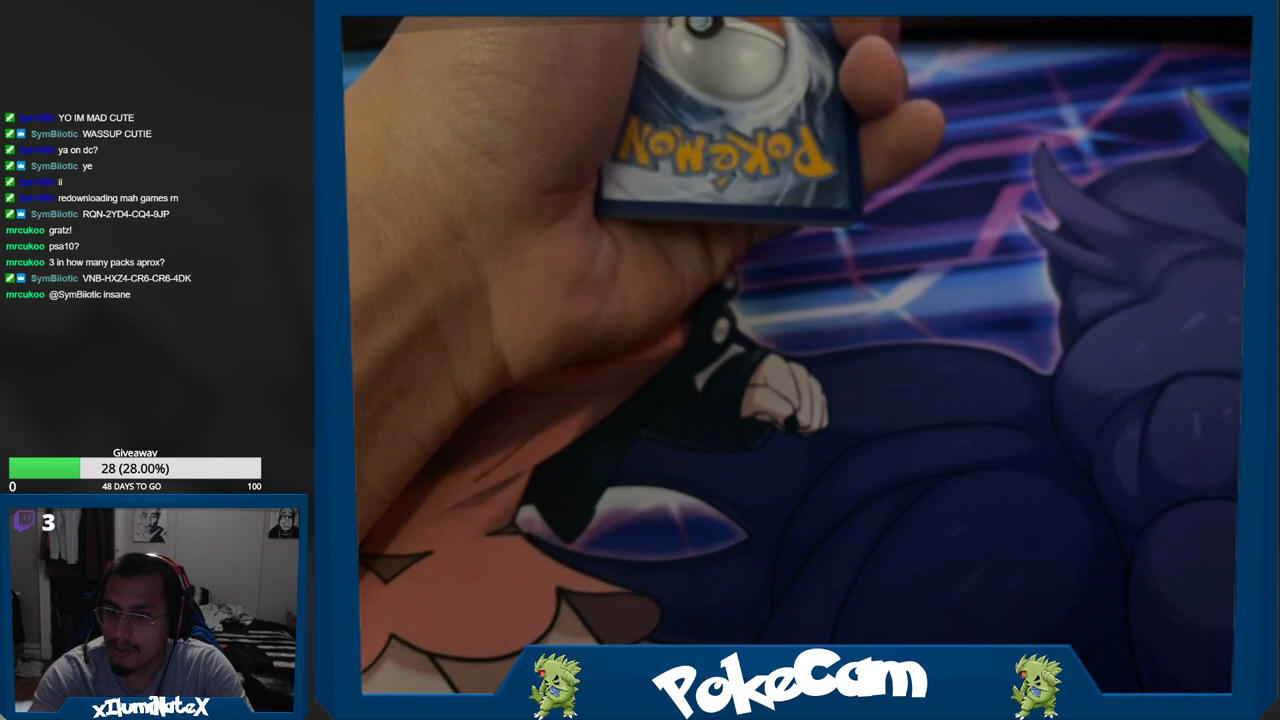 YO IM MAD CUTE
SymBiiotic WASSUP CUTIE
ya on dc?
SymBiiotic ye
redownloading mah games rn
SymBiiotic RQN-2YD4-CQ4-9JP
mrcukoo gratz!
mrcukoo psa10?
mrcukoo 3 in how many packs aprox?
SymBiiotic VNB-HXZ4-CR6-CR6-4DK
mrcukoo @SymBiiotic insane
Giveaway
28 (28.00%)
0 48 DAYS TO GO 100
3
xIlumiNateX
POKéMON
PokeCam